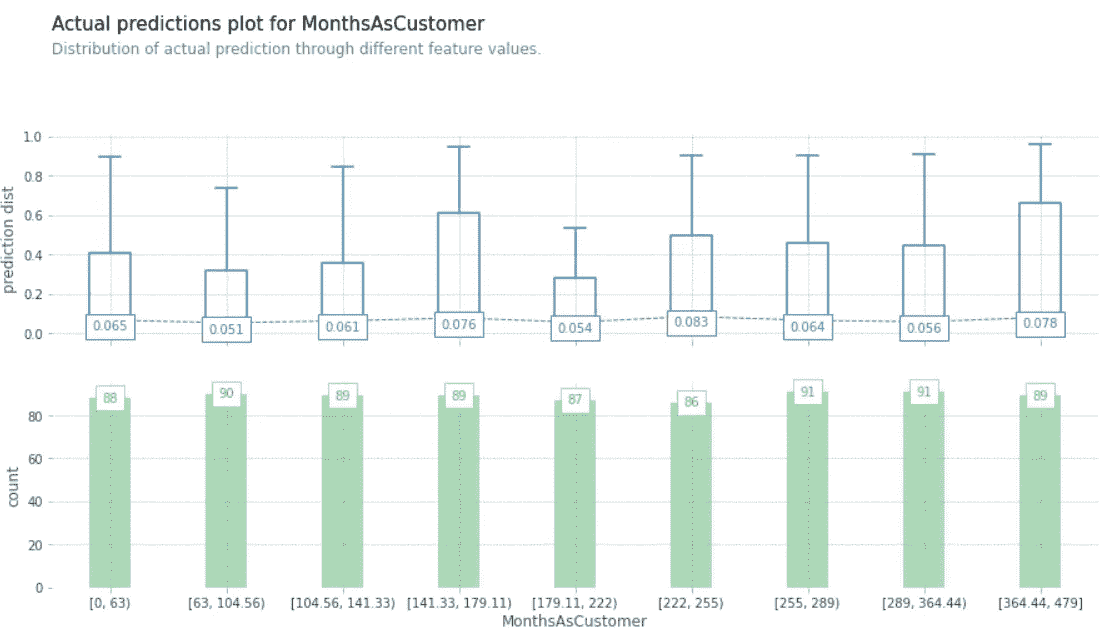 Actual predictions plot for MonthsAsCustomer
Distribution of actual prediction through different feature values.
prediction dist
1.0
0.8
0.6
0.4
0.2
0.0
0.065 0.051 0.061 0.076 0.054 0.083 0.064 0.056 0.078
count
80
60
40
20
0
88 90 89 89 87 86 91 91 89
[0, 63) [63, 104.56) [104.56, 141.33) [141.33, 179.11) [179.11, 222) [222, 255) [255, 289) [289, 364.44) [364.44, 479]
MonthsAsCustomer